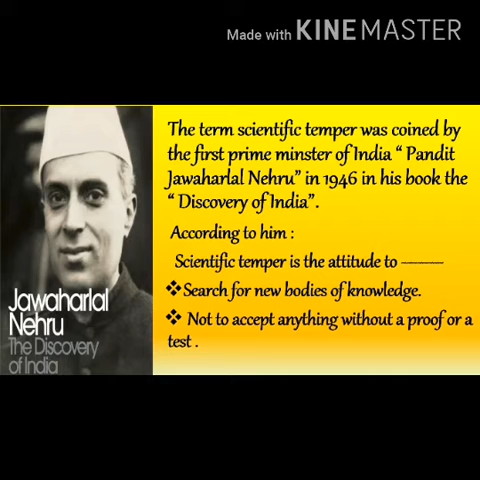 Made with KINEMASTER
The term scientific temper was coined by
the first prime minster of India “ Pandit
Jawaharlal Nehru” in 1946 in his book the
“ Discovery of India”.
According to him :
Scientific temper is the attitude to --------
❖Search for new bodies of knowledge.
❖ Not to accept anything without a proof or a
test .
Jawaharlal
Nehru
The Discovery
of India